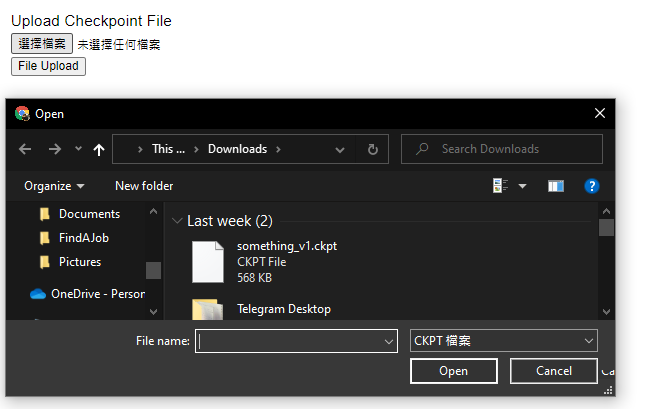 Upload Checkpoint File
選擇檔案 未選擇任何檔案
File Upload
Open
This ... Downloads
Search Downloads
Organize New folder
Documents
FindAJob
Pictures
OneDrive - Person
Last week (2)
something_v1.ckpt
CKPT File
568 KB
Telegram Desktop
File name:
CKPT 檔案
Open Cancel